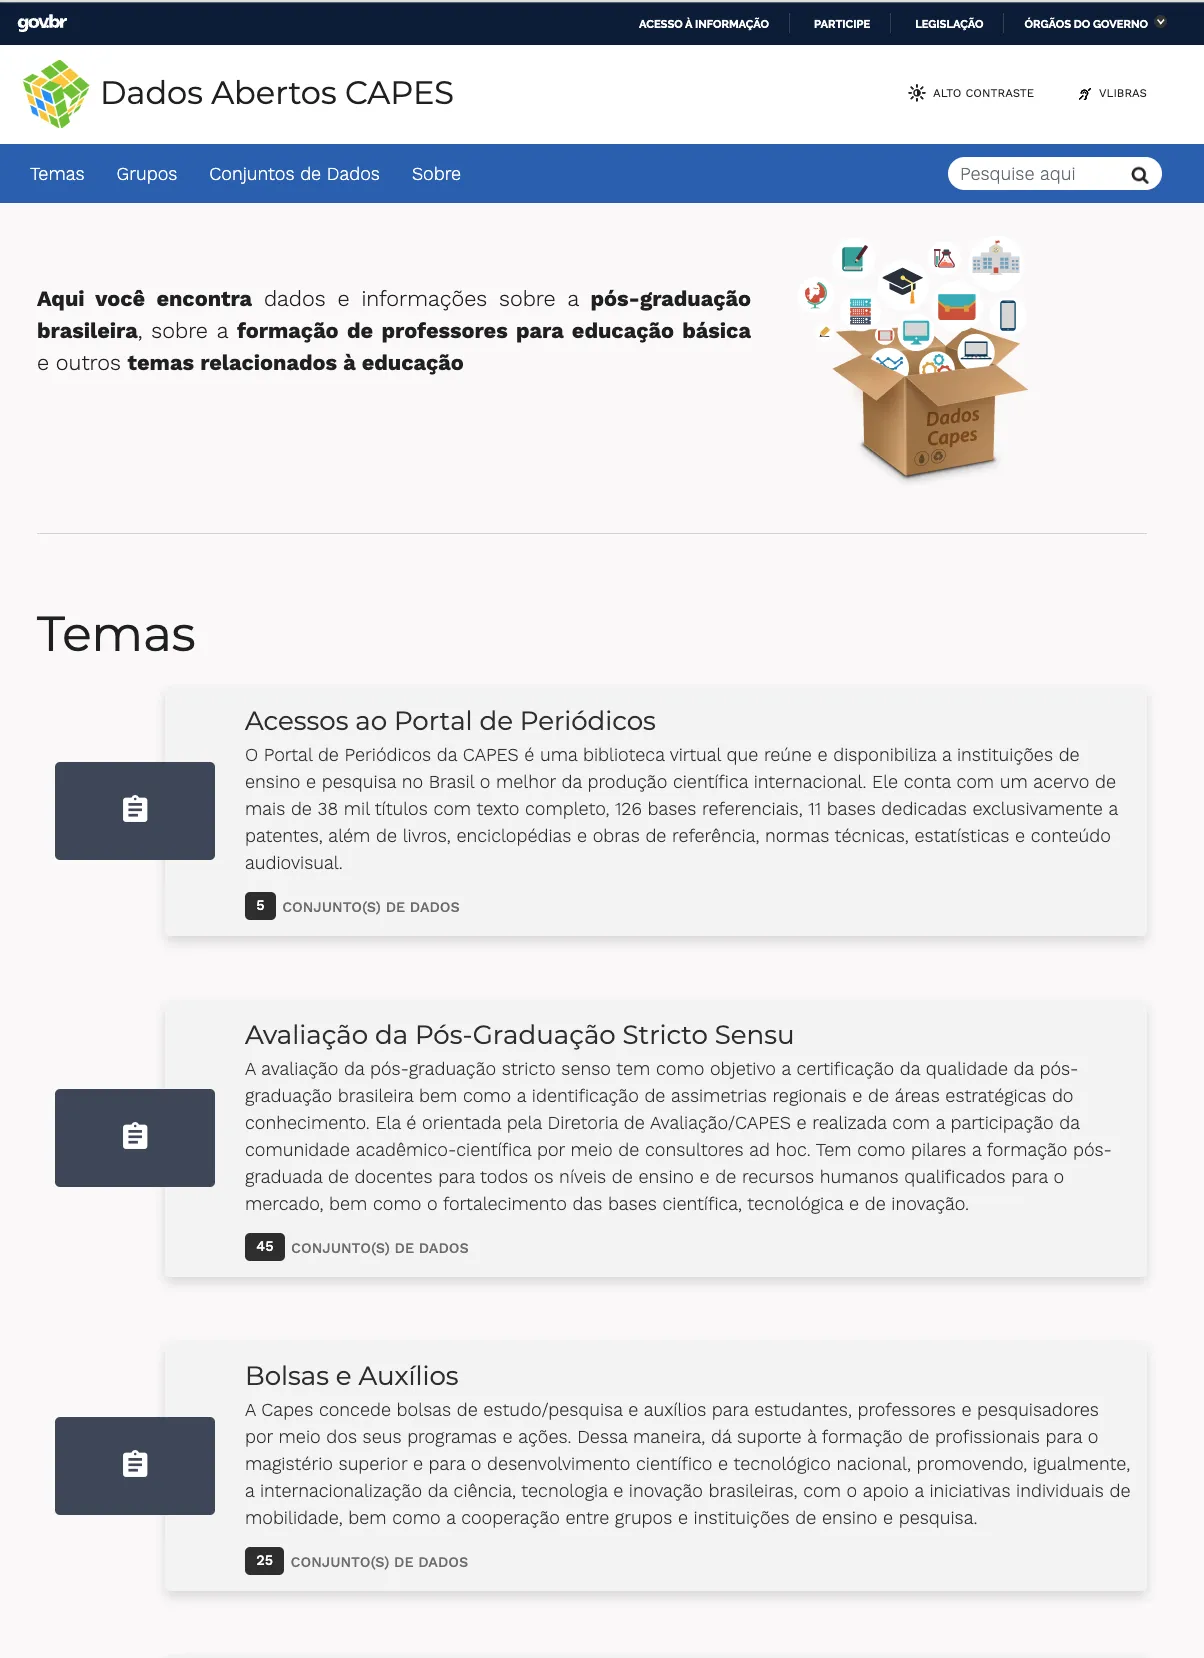 gov.br
ACESSO À INFORMAÇÃO
PARTICIPE
LEGISLAÇÃO
ÓRGÃOS DO GOVERNO
Dados Abertos CAPES
ALTO CONTRASTE
VLIBRAS
Temas
Grupos
Conjuntos de Dados
Sobre
Pesquise aqui
Aqui você encontra dados e informações sobre a pós-graduação
brasileira, sobre a formação de professores para educação básica
e outros temas relacionados à educação
Dados
Capes
Temas
Acessos ao Portal de Periódicos
O Portal de Periódicos da CAPES é uma biblioteca virtual que reúne e disponibiliza a instituições de
ensino e pesquisa no Brasil o melhor da produção científica internacional. Ele conta com um acervo de
mais de 38 mil títulos com texto completo, 126 bases referenciais, 11 bases dedicadas exclusivamente a
patentes, além de livros, enciclopédias e obras de referência, normas técnicas, estatísticas e conteúdo
audiovisual.
5 CONJUNTO(S) DE DADOS
Avaliação da Pós-Graduação Stricto Sensu
A avaliação da pós-graduação stricto senso tem como objetivo a certificação da qualidade da pós-
graduação brasileira bem como a identificação de assimetrias regionais e de áreas estratégicas do
conhecimento. Ela é orientada pela Diretoria de Avaliação/CAPES e realizada com a participação da
comunidade acadêmico-científica por meio de consultores ad hoc. Tem como pilares a formação pós-
graduada de docentes para todos os níveis de ensino e de recursos humanos qualificados para o
mercado, bem como o fortalecimento das bases científica, tecnológica e de inovação.
45 CONJUNTO(S) DE DADOS
Bolsas e Auxílios
A Capes concede bolsas de estudo/pesquisa e auxílios para estudantes, professores e pesquisadores
por meio dos seus programas e ações. Dessa maneira, dá suporte à formação de profissionais para o
magistério superior e para o desenvolvimento científico e tecnológico nacional, promovendo, igualmente,
a internacionalização da ciência, tecnologia e inovação brasileiras, com o apoio a iniciativas individuais de
mobilidade, bem como a cooperação entre grupos e instituições de ensino e pesquisa.
25 CONJUNTO(S) DE DADOS